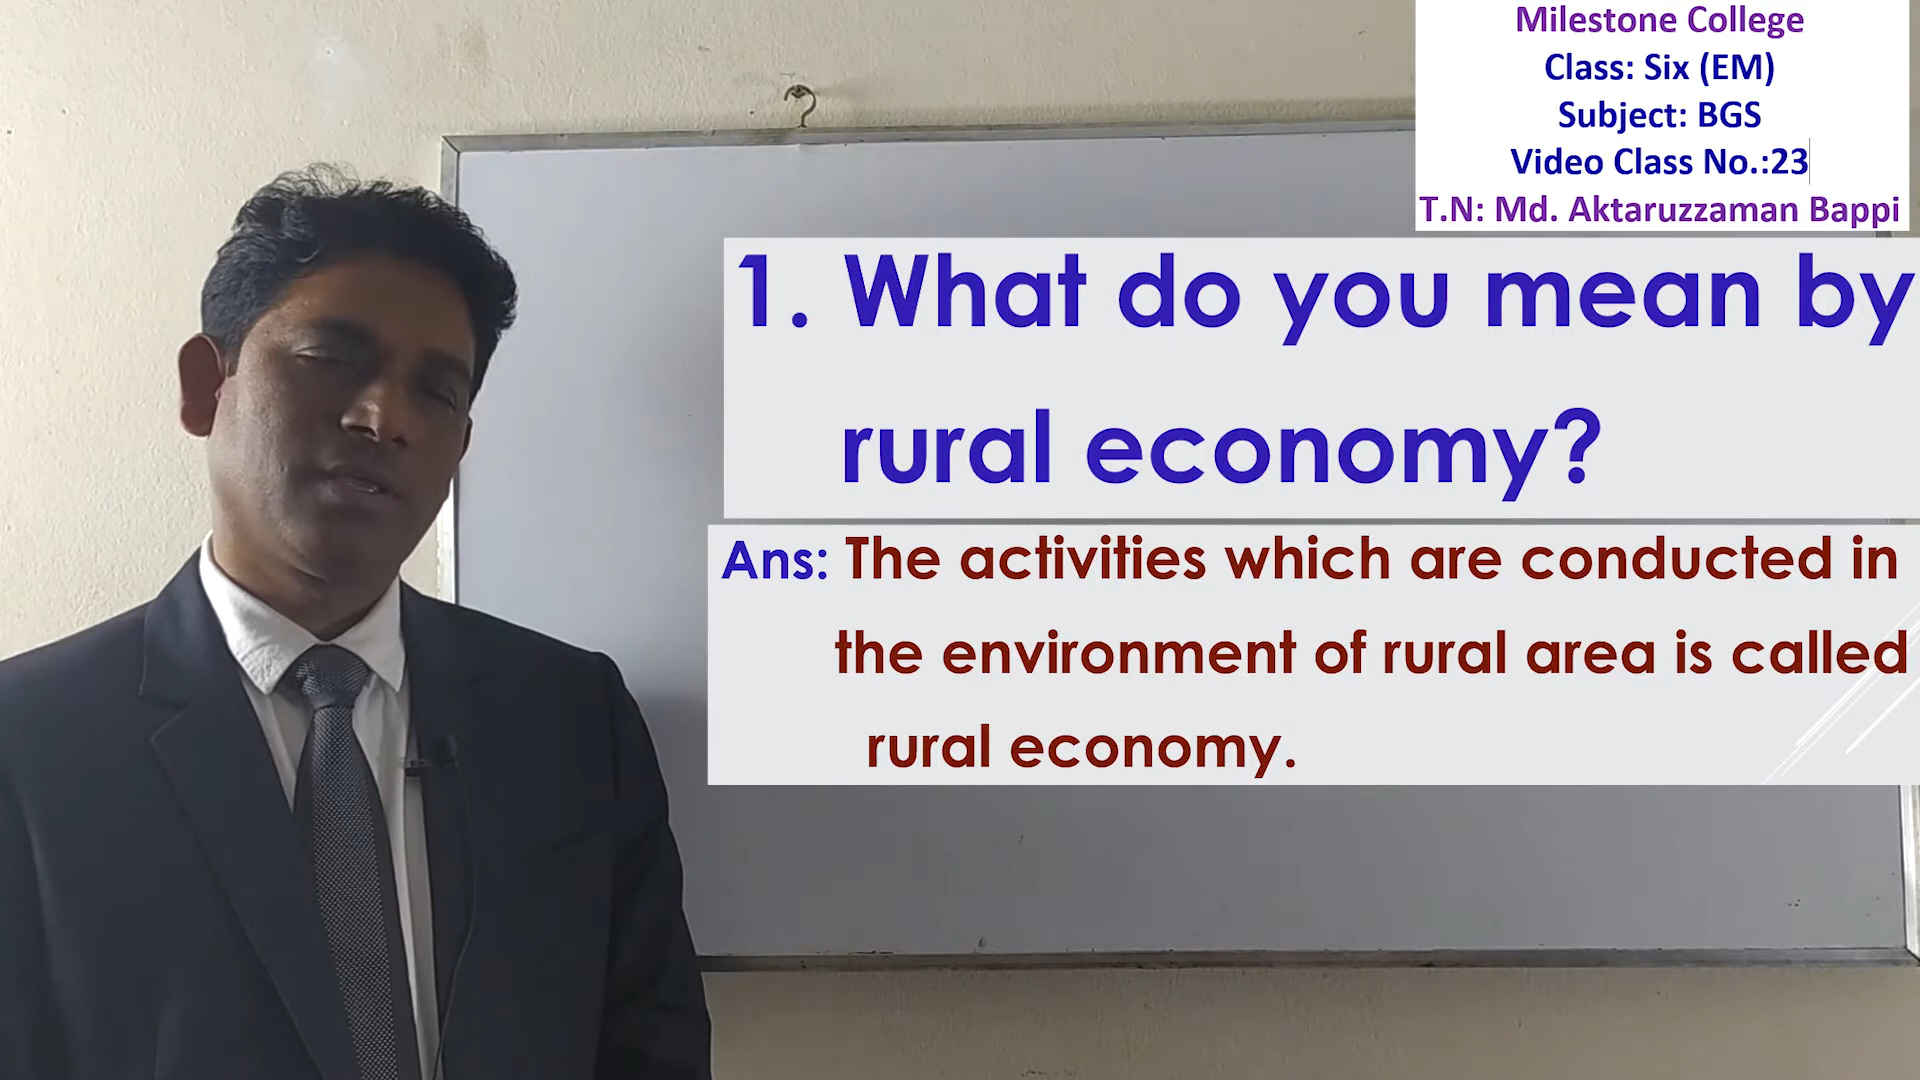 Milestone College
Class: Six (EM)
Subject: BGS
Video Class No.:23
T.N: Md. Aktaruzzaman Bappi
1. What do you mean by
rural economy?
Ans: The activities which are conducted in
the environment of rural area is called
rural economy.